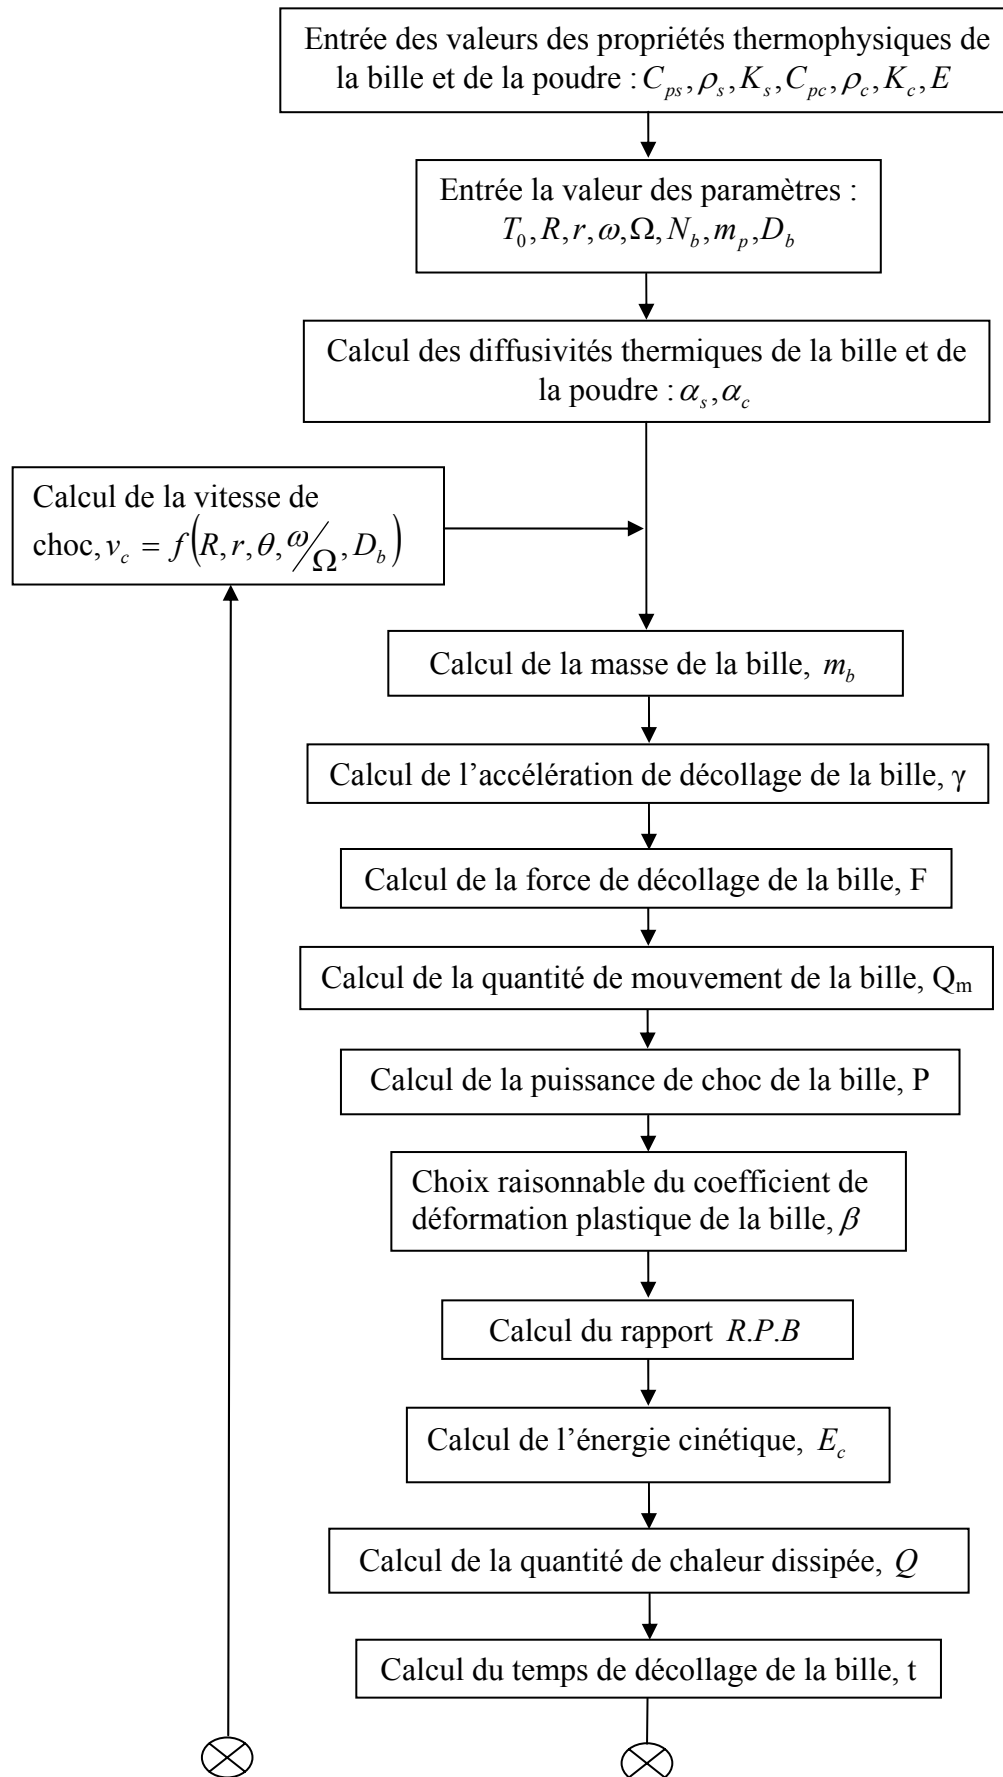 Entrée des valeurs des propriétés thermophysiques de
la bille et de la poudre : C_{ps}, ρ_s, K_s, C_{pc}, ρ_c, K_c, E
Entrée la valeur des paramètres :
T_0, R, r, ω, Ω, N_b, m_p, D_b
Calcul des diffusivités thermiques de la bille et de
la poudre : α_s, α_c
Calcul de la vitesse de
choc, v_c = f(R, r, θ, ω/Ω, D_b)
Calcul de la masse de la bille, m_b
Calcul de l’accélération de décollage de la bille, γ
Calcul de la force de décollage de la bille, F
Calcul de la quantité de mouvement de la bille, Q_m
Calcul de la puissance de choc de la bille, P
Choix raisonnable du coefficient de
déformation plastique de la bille, β
Calcul du rapport R.P.B
Calcul de l’énergie cinétique, E_c
Calcul de la quantité de chaleur dissipée, Q
Calcul du temps de décollage de la bille, t